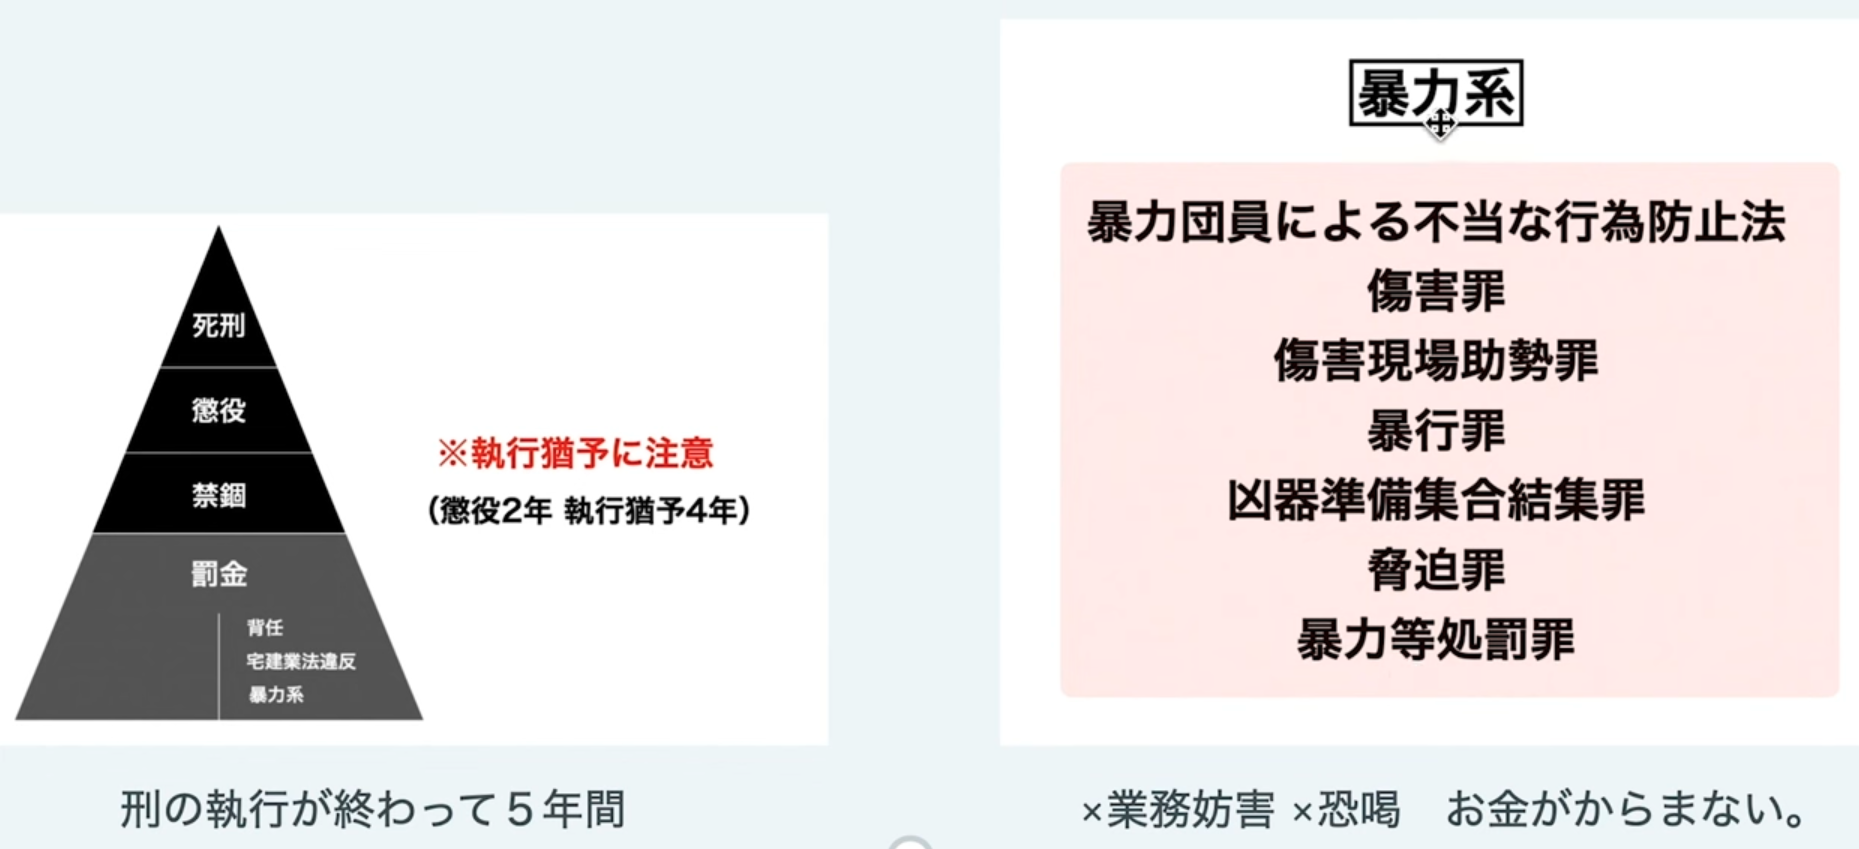 死刑
懲役
禁錮
罰金
背任
宅建業法違反
暴力系
※執行猶予に注意
(懲役2年 執行猶予4年)
刑の執行が終わって５年間
暴力系
暴力団員による不当な行為防止法
傷害罪
傷害現場助勢罪
暴行罪
凶器準備集合結集罪
脅迫罪
暴力等処罰罪
×業務妨害 ×恐喝　お金がからまない。